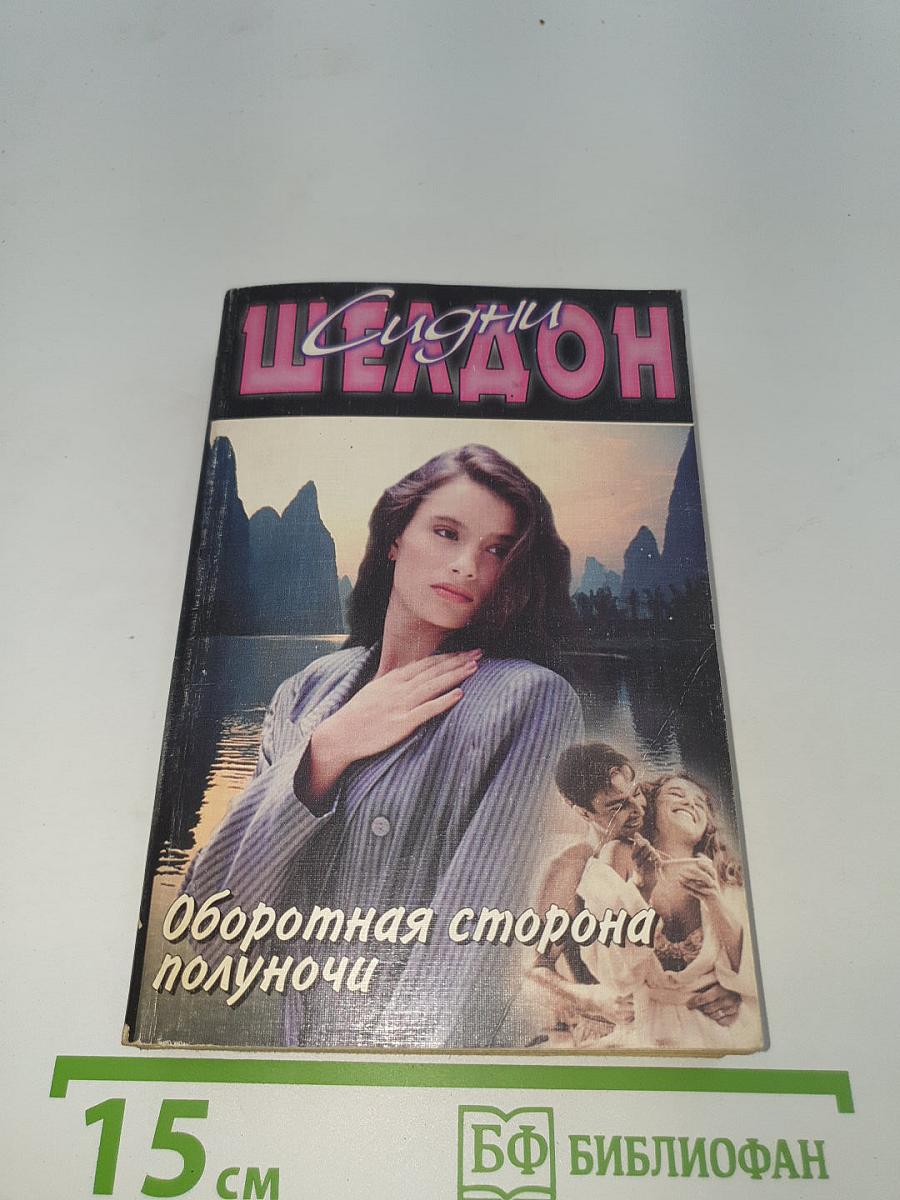 Сидни
ШЕЛДОН
Оборотная сторона
полуночи
15 см
БФ БИБЛИОФАН